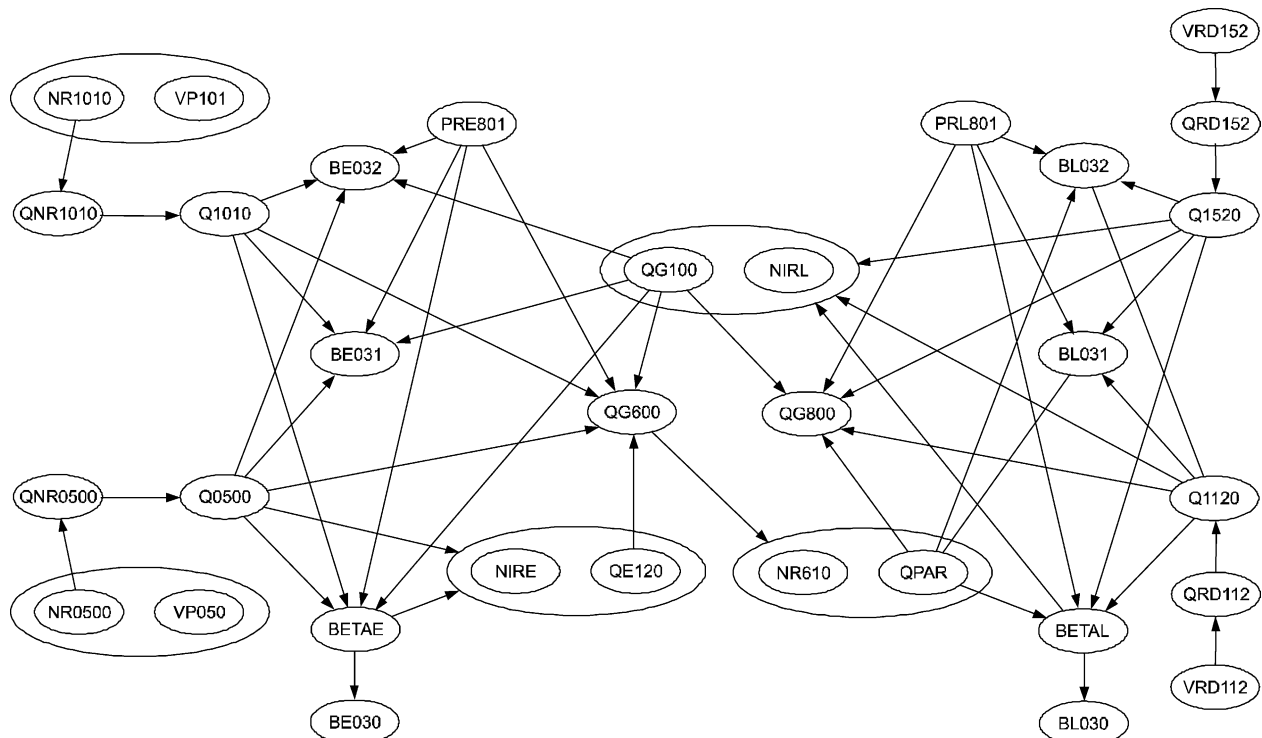 VRD152
NR1010
VP101
PRE801
PRL801
QRD152
BE032
BL032
QNR1010
Q1010
Q1520
QG100
NIRL
BE031
BL031
QG600
QG800
QNR0500
Q0500
Q1120
NIRE
QE120
NR610
QPAR
QRD112
NR0500
VP050
BETAE
BETAL
VRD112
BE030
BL030